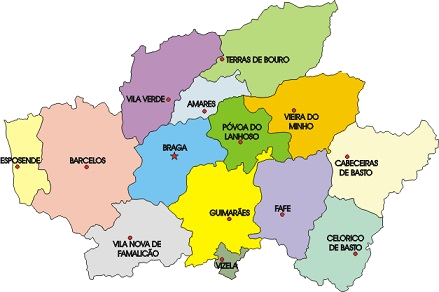 TERRAS DE BOURO
VILA VERDE
AMARES
VIEIRA DO
MINHO
PÓVOA DO
LANHOSO
BRAGA
ESPOSENDE
BARCELOS
CABECEIRAS
DE BASTO
GUIMARÃES
FAFE
VILA NOVA DE
FAMALICÃO
CELORICO
DE BASTO
VIZELA